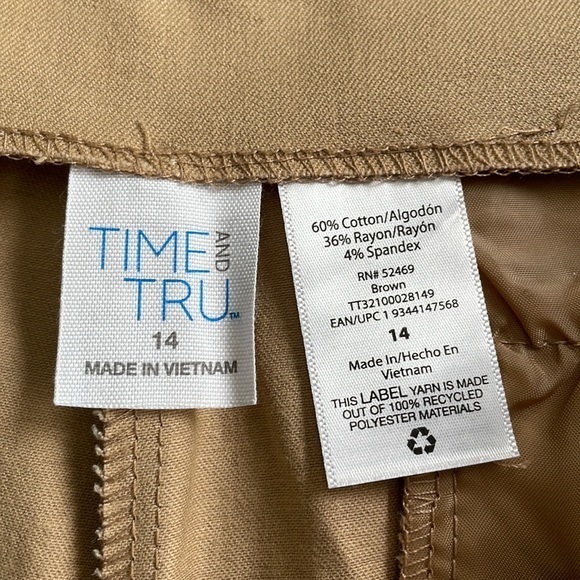 TIME AND
TRU™
14
MADE IN VIETNAM
60% Cotton/Algodón
36% Rayon/Rayón
4% Spandex
RN# 52469
Brown
TT32100028149
EAN/UPC 1 9344147568
14
Made In/Hecho En
Vietnam
THIS LABEL YARN IS MADE
OUT OF 100% RECYCLED
POLYESTER MATERIALS